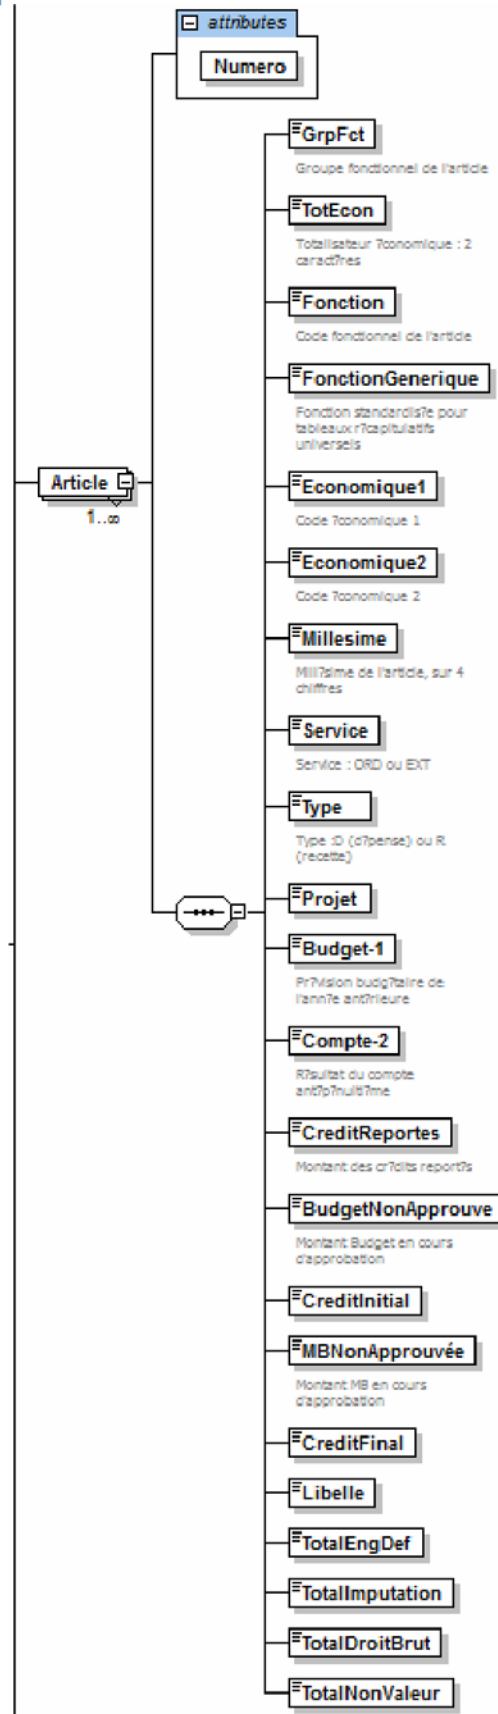 attributes
Numero
GrpFct
Groupe fonctionnel de l'article
TotEcon
Totalisateur ?conomique : 2
caract?res
Fonction
Code fonctionnel de l'article
FonctionGenerique
Fonction standardis?e pour
tableaux r?capitulatifs
universels
Article
1..∞
Economique1
Code ?conomique 1
Economique2
Code ?conomique 2
Millesime
Mill?sime de l'article, sur 4
chiffres
Service
Service : ORD ou EXT
Type
Type :D (d?pense) ou R
(recette)
Projet
Budget-1
Pr?vision budg?taire de
l'ann?e ant?rieure
Compte-2
R?sultat du compte
ant?p?nulti?me
CreditReportes
Montant des cr?dits report?s
BudgetNonApprouve
Montant Budget en cours
d'approbation
CreditInitial
MBNonApprouvée
Montant MB en cours
d'approbation
CreditFinal
Libelle
TotalEngDef
TotalImputation
TotalDroitBrut
TotalNonValeur